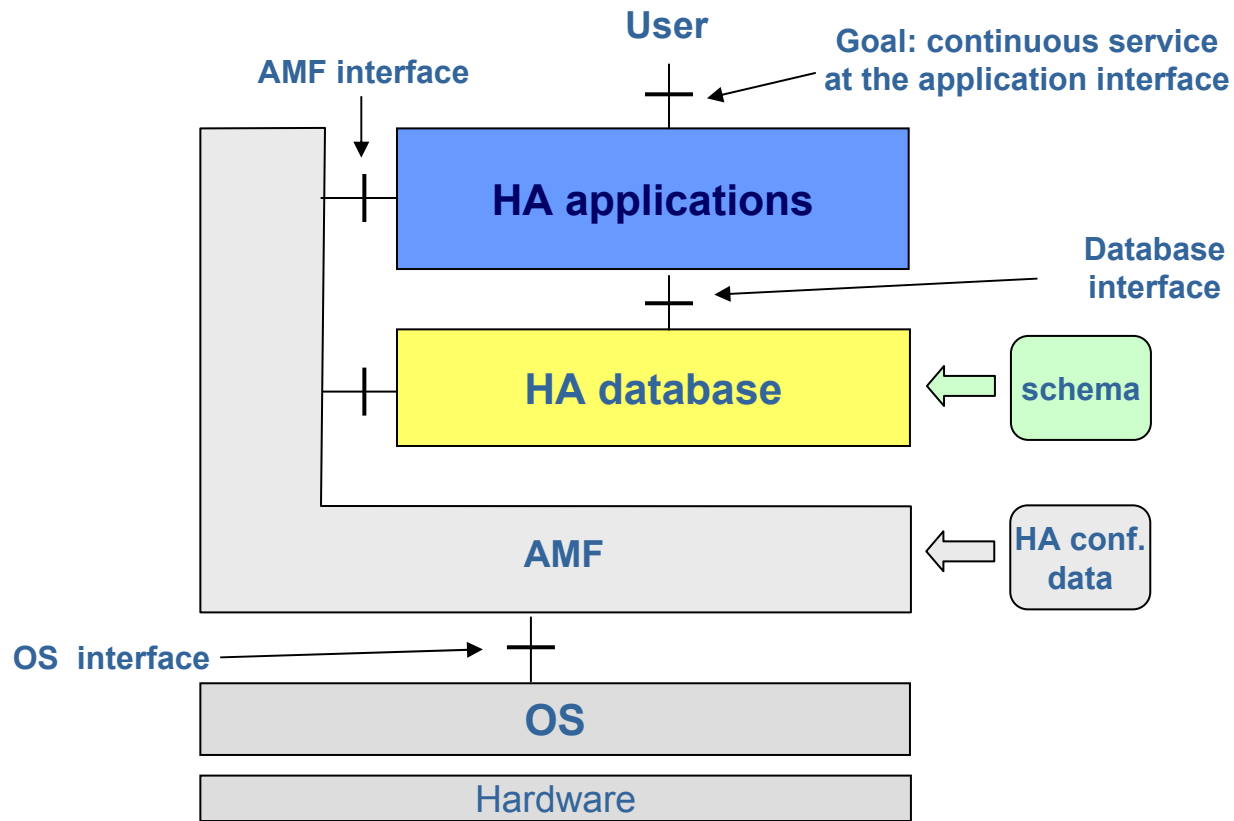 User
Goal: continuous service
at the application interface
AMF interface
HA applications
Database
interface
HA database
schema
AMF
HA conf.
data
OS interface
OS
Hardware